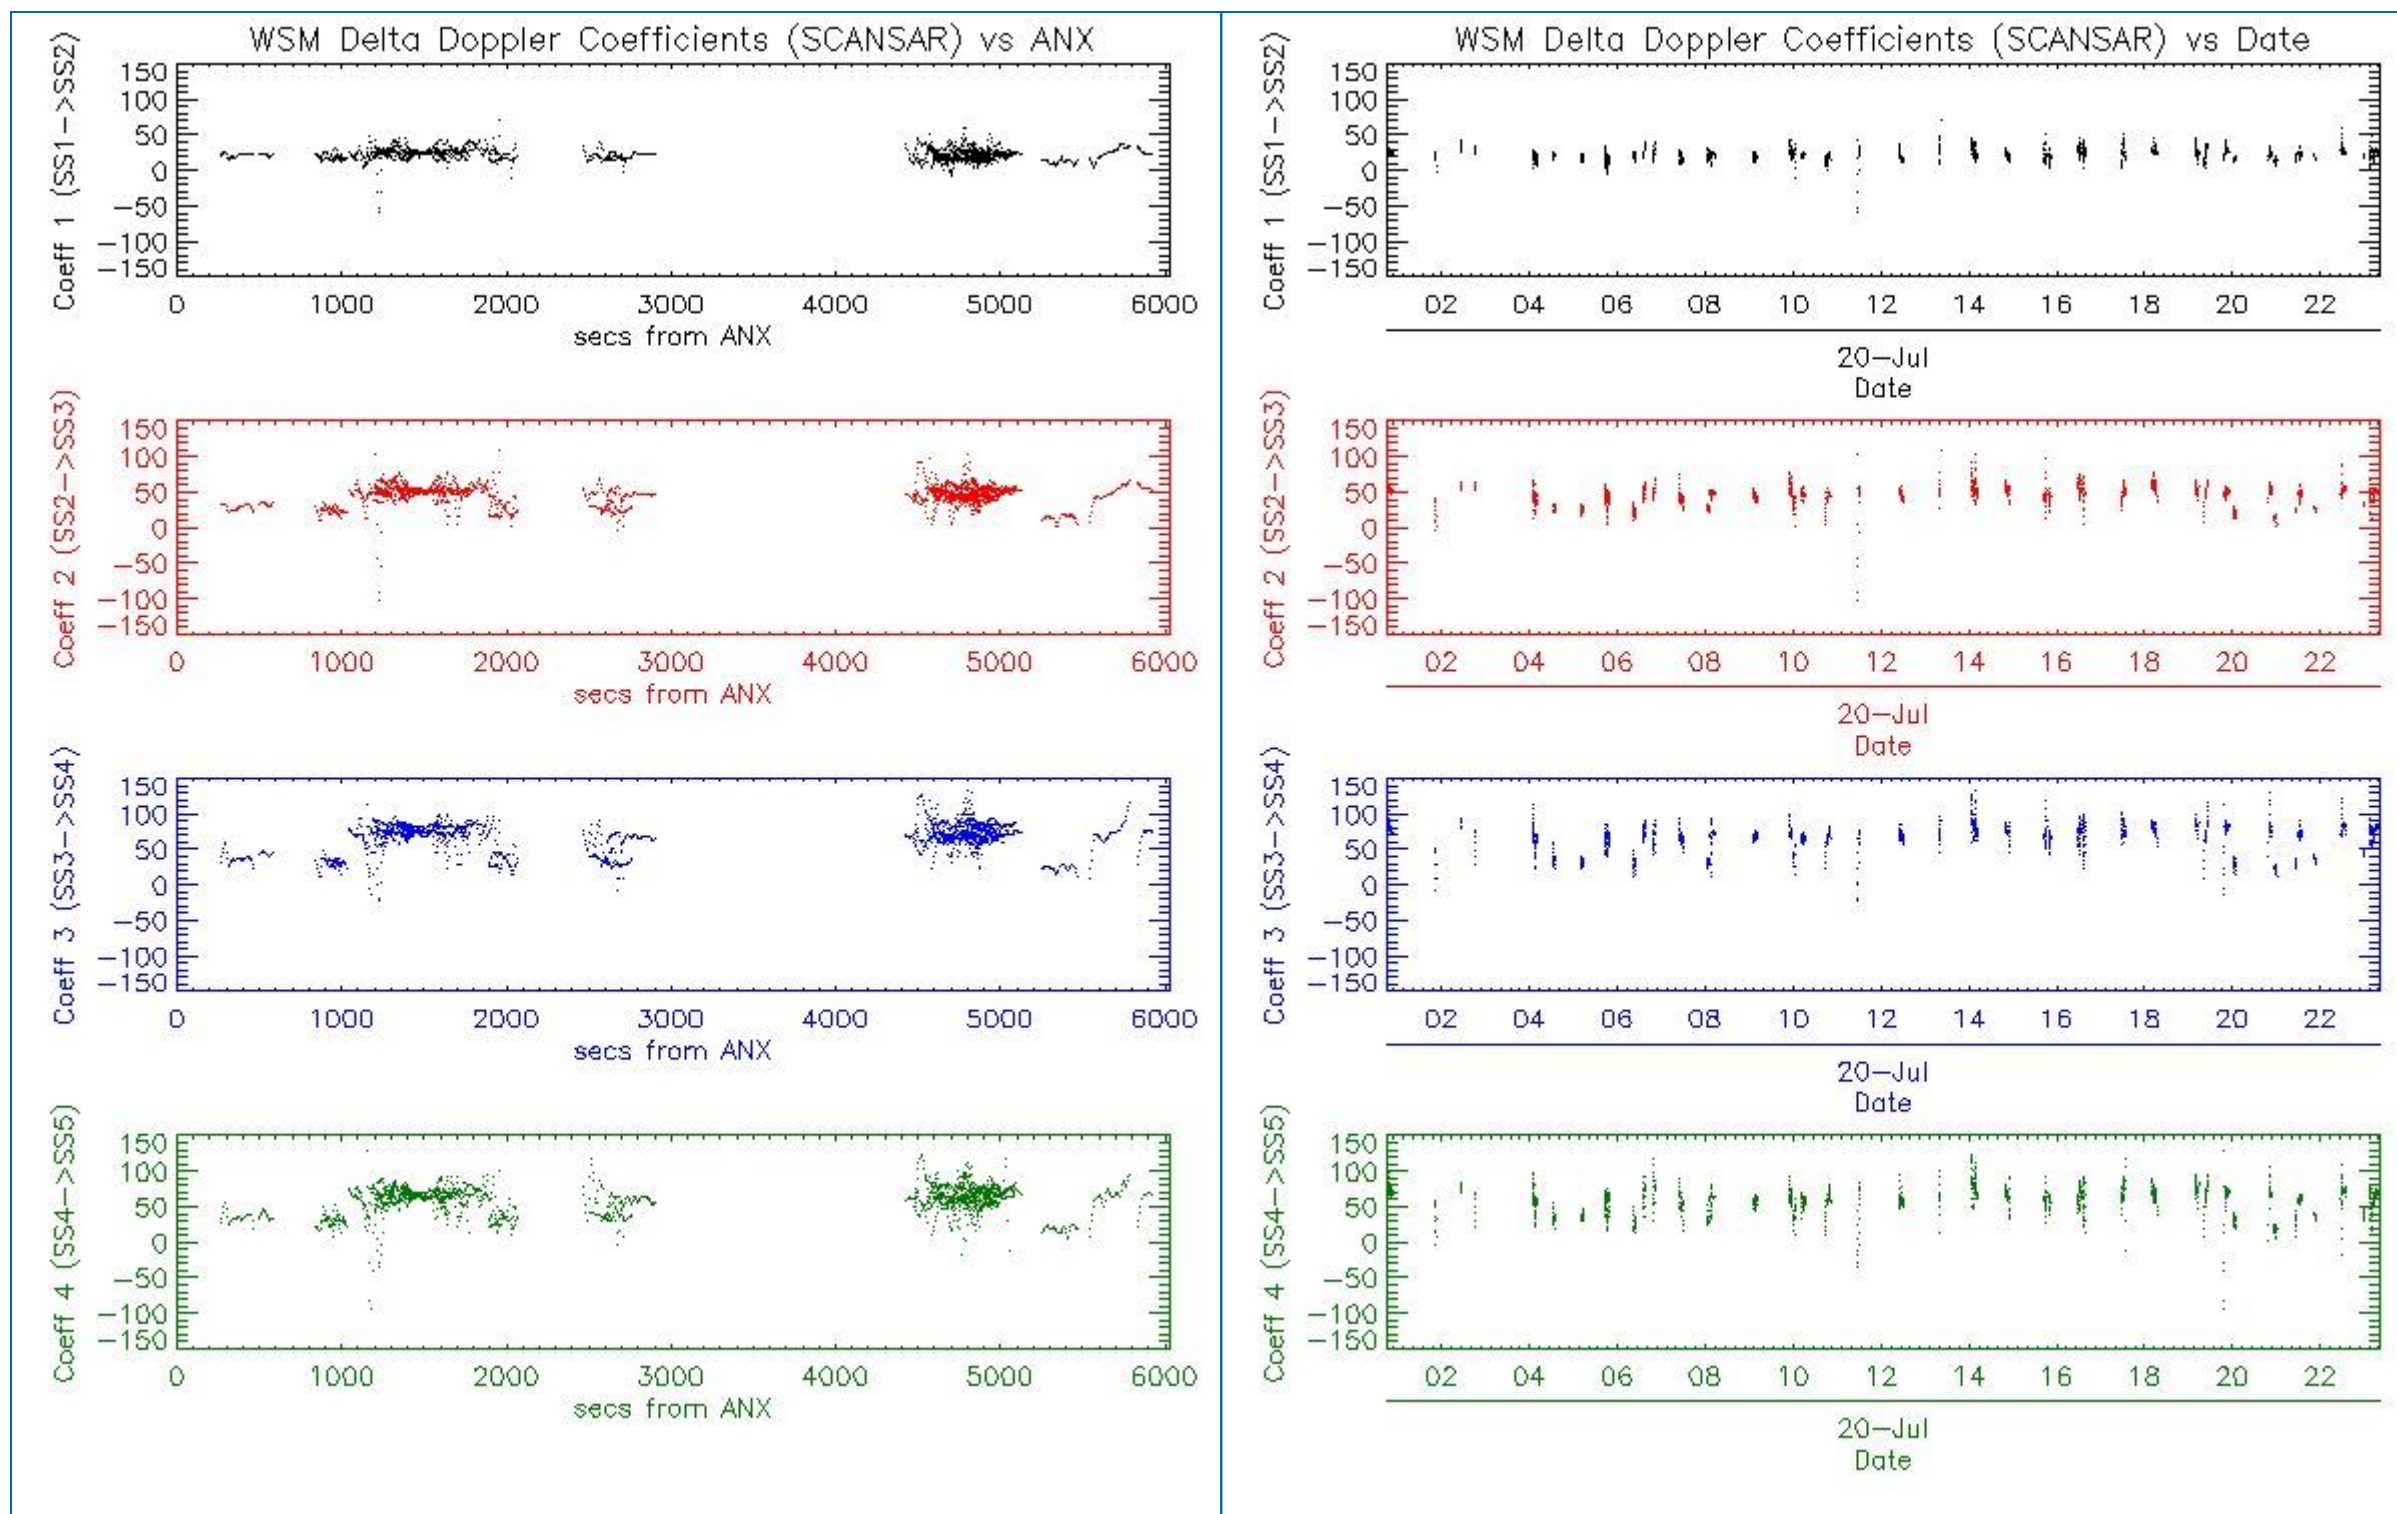 WSM Delta Doppler Coefficients (SCANSAR) vs ANX
Coeff 1 (SS1->SS2)
150
100
50
0
-50
-100
-150
0 1000 2000 3000 4000 5000 6000
secs from ANX
Coeff 2 (SS2->SS3)
150
100
50
0
-50
-100
-150
0 1000 2000 3000 4000 5000 6000
secs from ANX
Coeff 3 (SS3->SS4)
150
100
50
0
-50
-100
-150
0 1000 2000 3000 4000 5000 6000
secs from ANX
Coeff 4 (SS4->SS5)
150
100
50
0
-50
-100
-150
0 1000 2000 3000 4000 5000 6000
secs from ANX
WSM Delta Doppler Coefficients (SCANSAR) vs Date
Coeff 1 (SS1->SS2)
150
100
50
0
-50
-100
-150
02 04 06 08 10 12 14 16 18 20 22
20-Jul
Date
Coeff 2 (SS2->SS3)
150
100
50
0
-50
-100
-150
02 04 06 08 10 12 14 16 18 20 22
20-Jul
Date
Coeff 3 (SS3->SS4)
150
100
50
0
-50
-100
-150
02 04 06 08 10 12 14 16 18 20 22
20-Jul
Date
Coeff 4 (SS4->SS5)
150
100
50
0
-50
-100
-150
02 04 06 08 10 12 14 16 18 20 22
20-Jul
Date